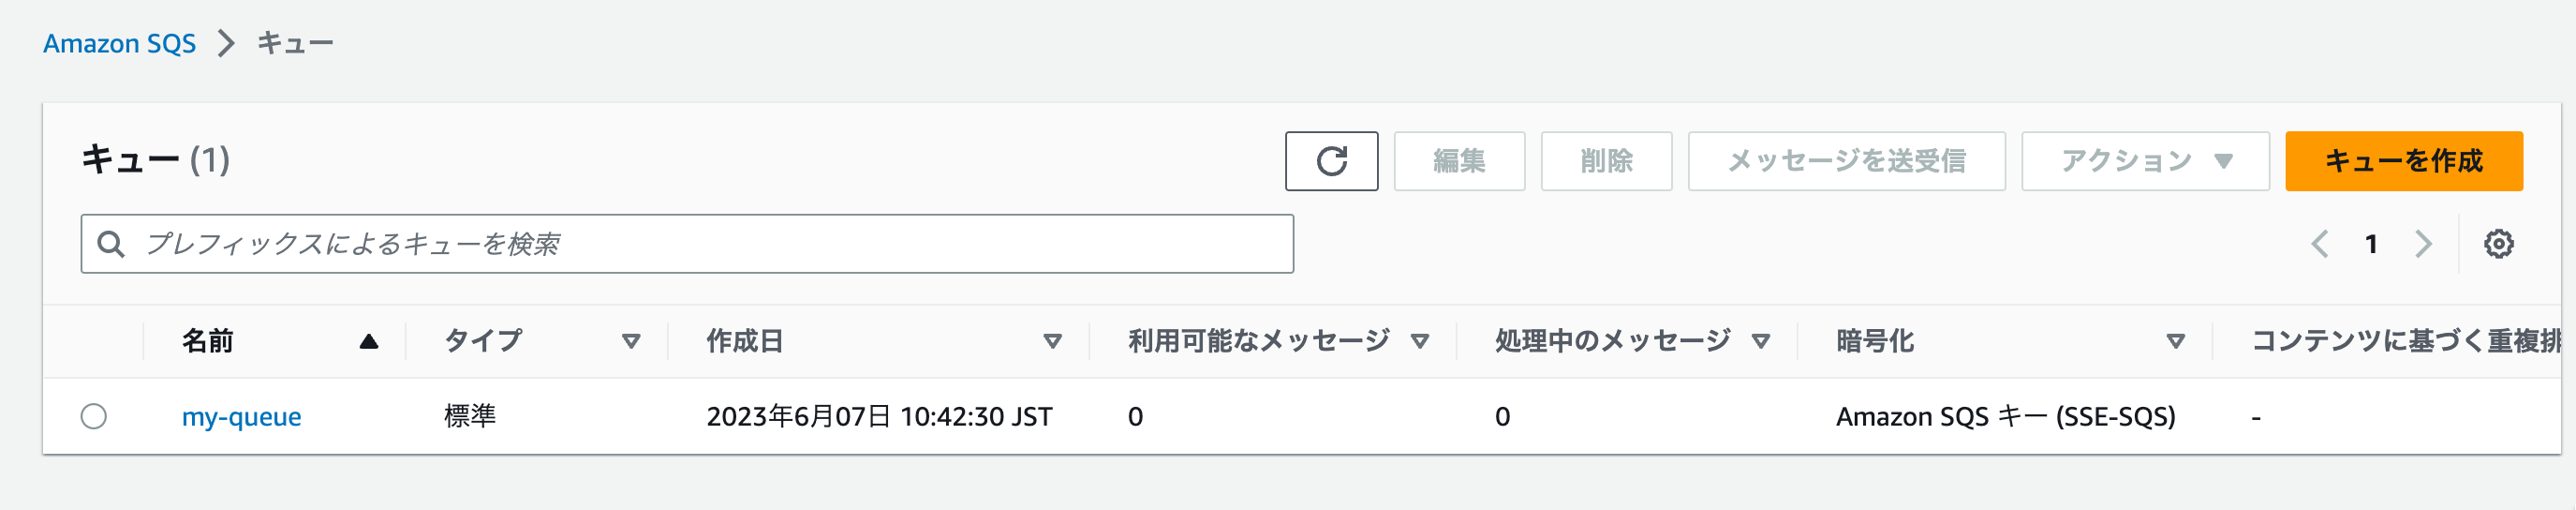 Amazon SQS > キュー
キュー (1) 編集 削除 メッセージを送受信 アクション ▼ キューを作成
プレフィックスによるキューを検索 < 1 >
名前 ▲ タイプ ▽ 作成日 ▽ 利用可能なメッセージ ▽ 処理中のメッセージ ▽ 暗号化 ▽ コンテンツに基づく重複排
my-queue 標準 2023年6月07日 10:42:30 JST 0 0 Amazon SQS キー (SSE-SQS) -